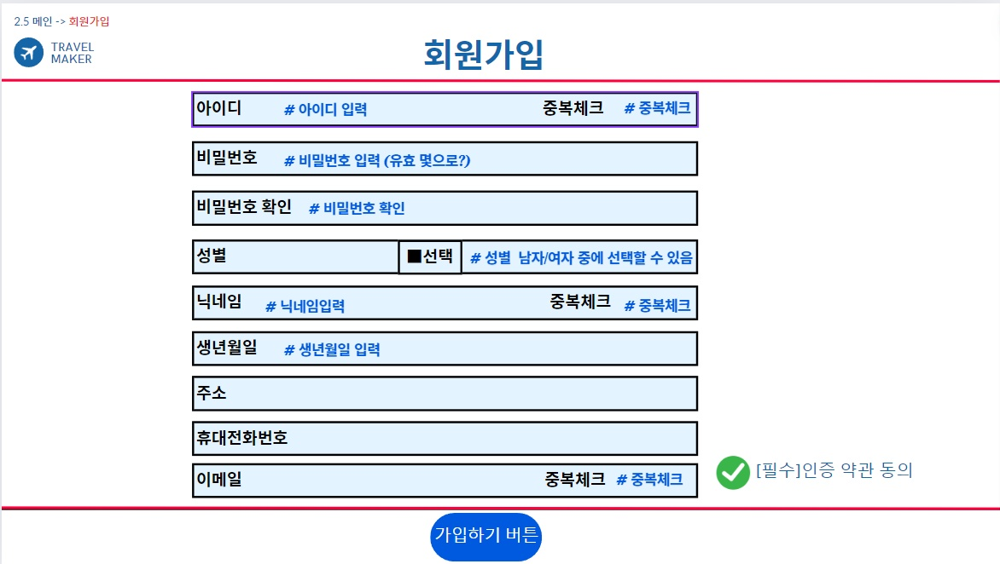 2.5 메인 -> 회원가입
TRAVEL
MAKER
회원가입
아이디 # 아이디 입력 중복체크 # 중복체크
비밀번호 # 비밀번호 입력 (유효 몇으로?)
비밀번호 확인 # 비밀번호 확인
성별 ■선택 # 성별 남자/여자 중에 선택할 수 있음
닉네임 # 닉네임입력 중복체크 # 중복체크
생년월일 # 생년월일 입력
주소
휴대전화번호
이메일 중복체크 # 중복체크
[필수]인증 약관 동의
가입하기 버튼